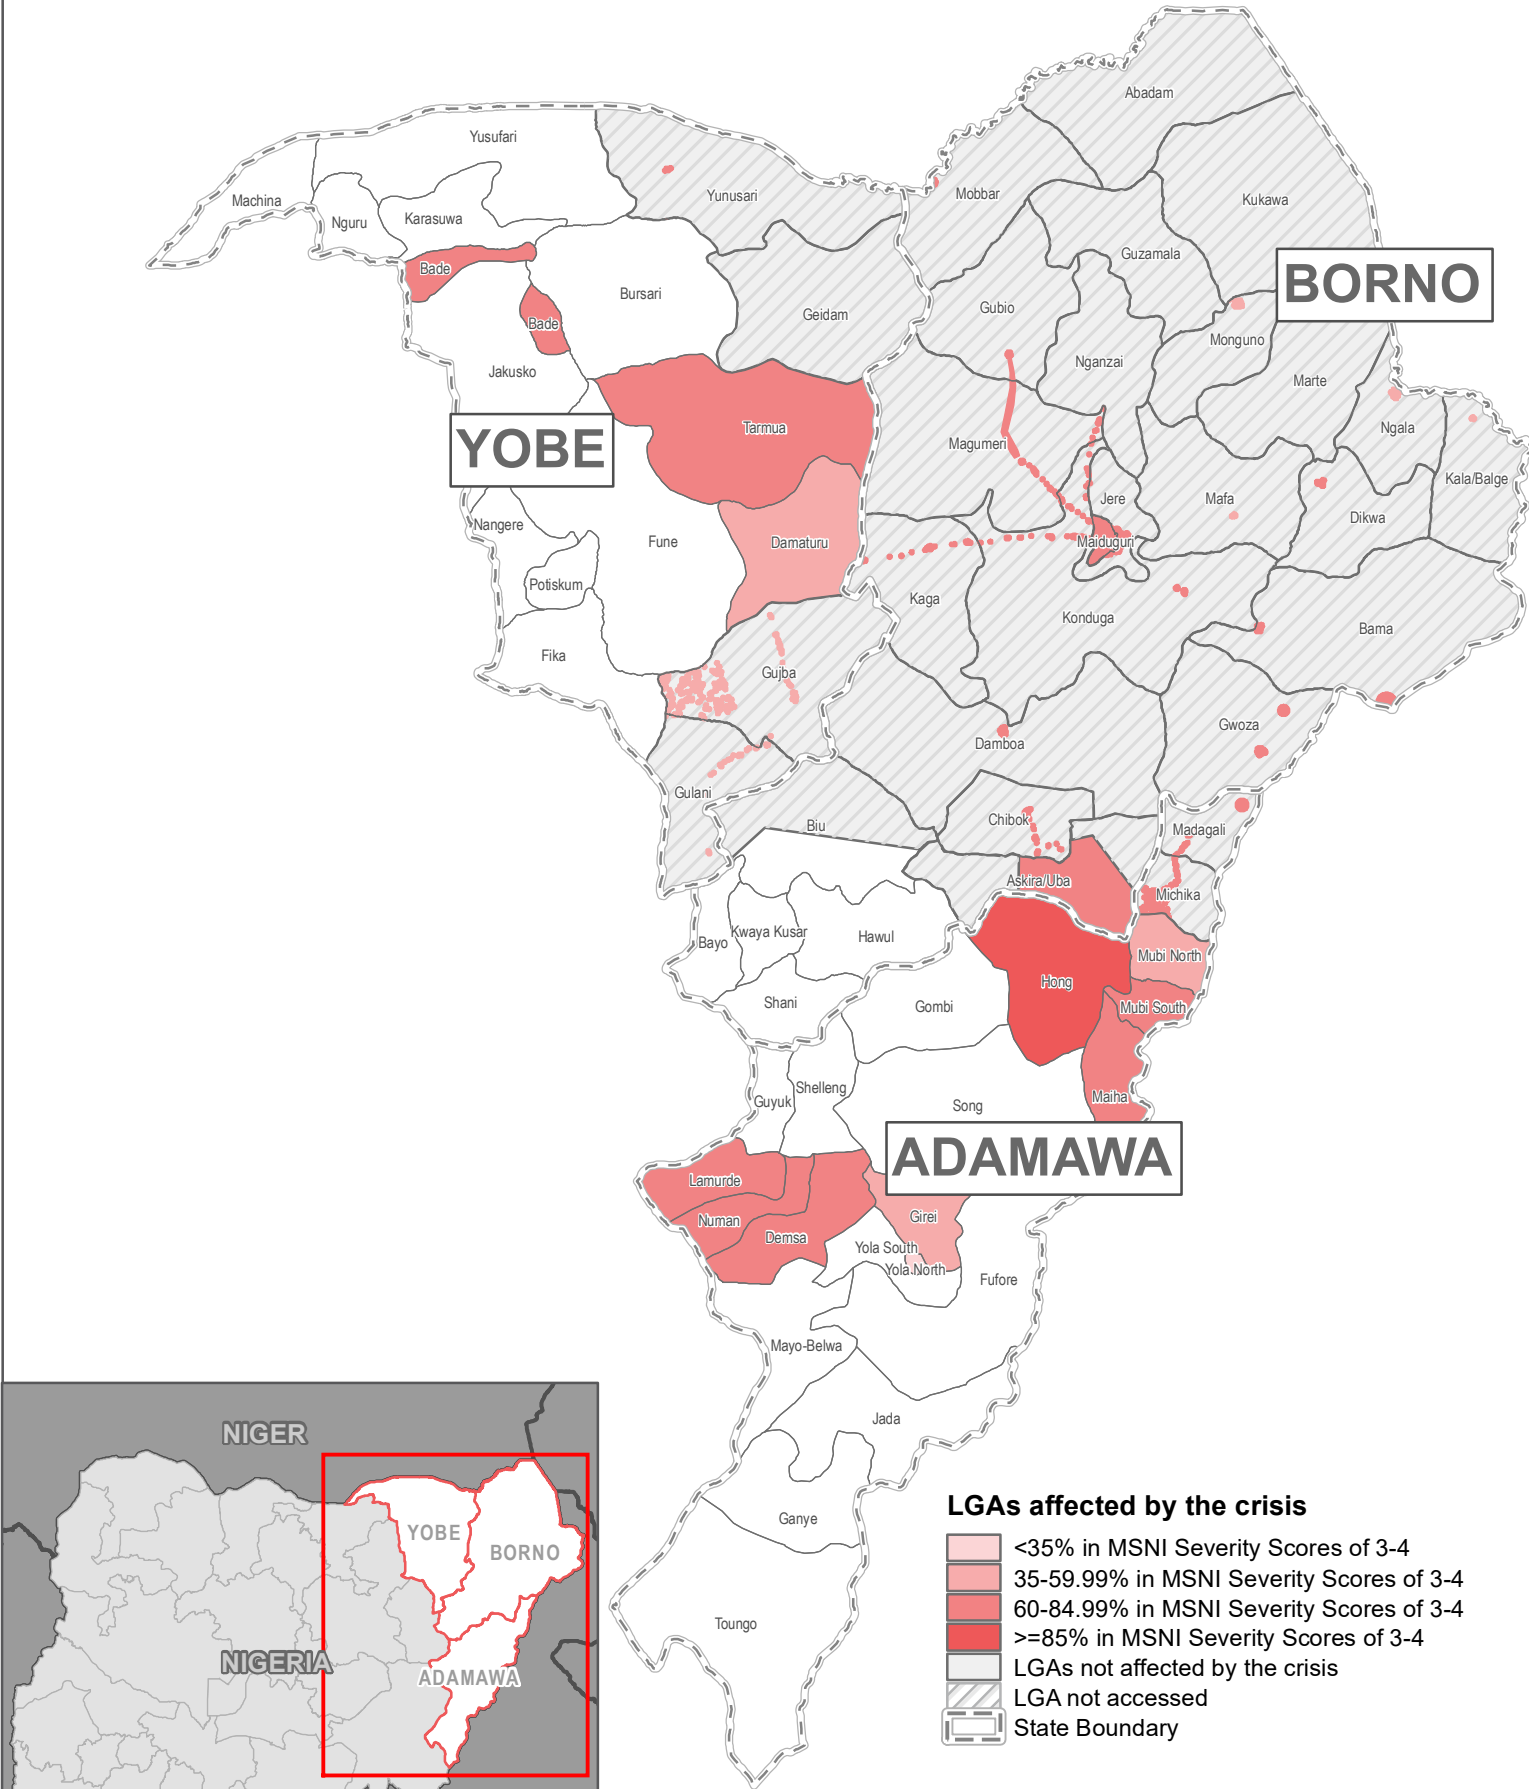 Abadam
Yusufari
Yunusari
Mobbar
Kukawa
Machina
Nguru
Karasuwa
Guzamala
Bade
BORNO
Bursari
Geidam
Gubio
Bade
Monguno
Nganzai
Jakusko
Marte
YOBE
Tarmua
Ngala
Magumeri
Kala/Balge
Jere
Mafa
Dikwa
Nangere
Fune
Damaturu
Maiduguri
Potiskum
Kaga
Konduga
Bama
Fika
Gujba
Gwoza
Damboa
Gulani
Biu
Chibok
Madagali
Askira/Uba
Michika
Bayo
Kwaya Kusar
Hawul
Mubi North
Hong
Shani
Gombi
Mubi South
Shelleng
Guyuk
Song
Maiha
ADAMAWA
Lamurde
Numan
Girei
Demsa
Yola South
Yola North
Fufore
Mayo-Belwa
Jada
Ganye
Toungo
NIGER
YOBE
BORNO
NIGERIA
ADAMAWA
LGAs affected by the crisis
<35% in MSNI Severity Scores of 3-4
35-59.99% in MSNI Severity Scores of 3-4
60-84.99% in MSNI Severity Scores of 3-4
>=85% in MSNI Severity Scores of 3-4
LGAs not affected by the crisis
LGA not accessed
State Boundary